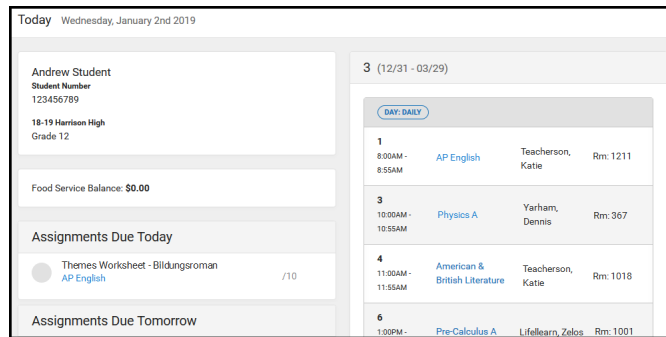 Today Wednesday, January 2nd 2019
Andrew Student
Student Number
123456789
18-19 Harrison High
Grade 12
Food Service Balance: $0.00
Assignments Due Today
Themes Worksheet - Bildungsroman
AP English
/10
Assignments Due Tomorrow
3 (12/31 - 03/29)
DAY: DAILY
1
8:00AM -
8:55AM
AP English
Teacherson,
Katie
Rm: 1211
3
10:00AM -
10:55AM
Physics A
Yarham,
Dennis
Rm: 367
4
11:00AM -
11:55AM
American &
British Literature
Teacherson,
Katie
Rm: 1018
6
1:00PM -
Pre-Calculus A
Lifellearn, Zelos
Rm: 1001